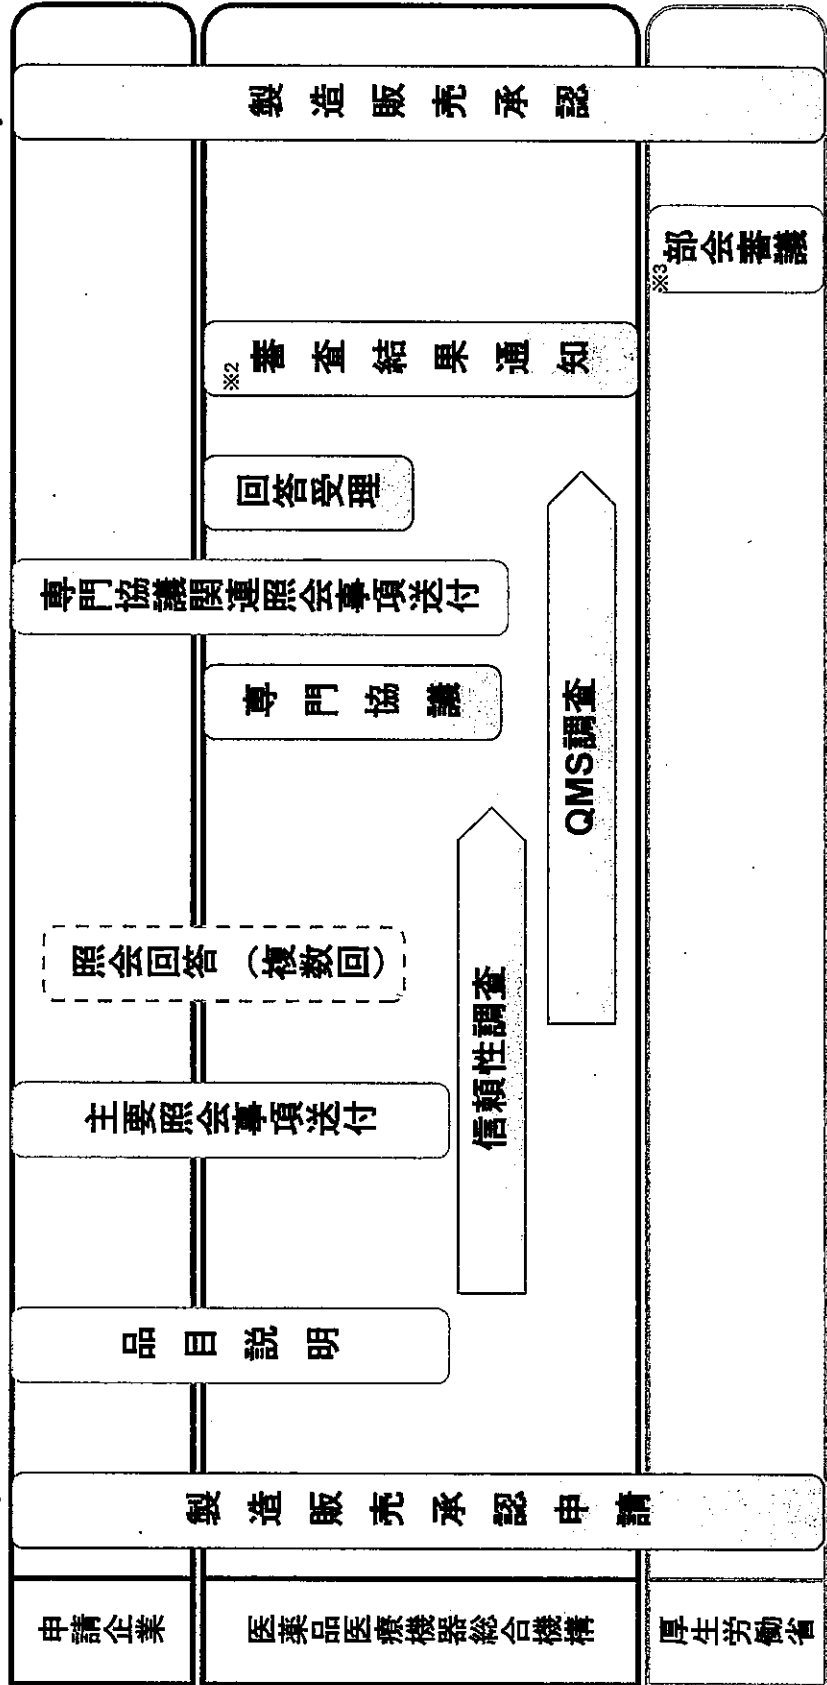 申請企業
医薬品医療機器総合機構
厚生労働省
製造販売承認申請
品目説明
主要照会事項送付
照会回答（複数回）
信頼性調査
QMS調査
専門協議
専門協議関連照会事項送付
回答受理
※2
審査結果通知
※3
部会審議
製造販売承認